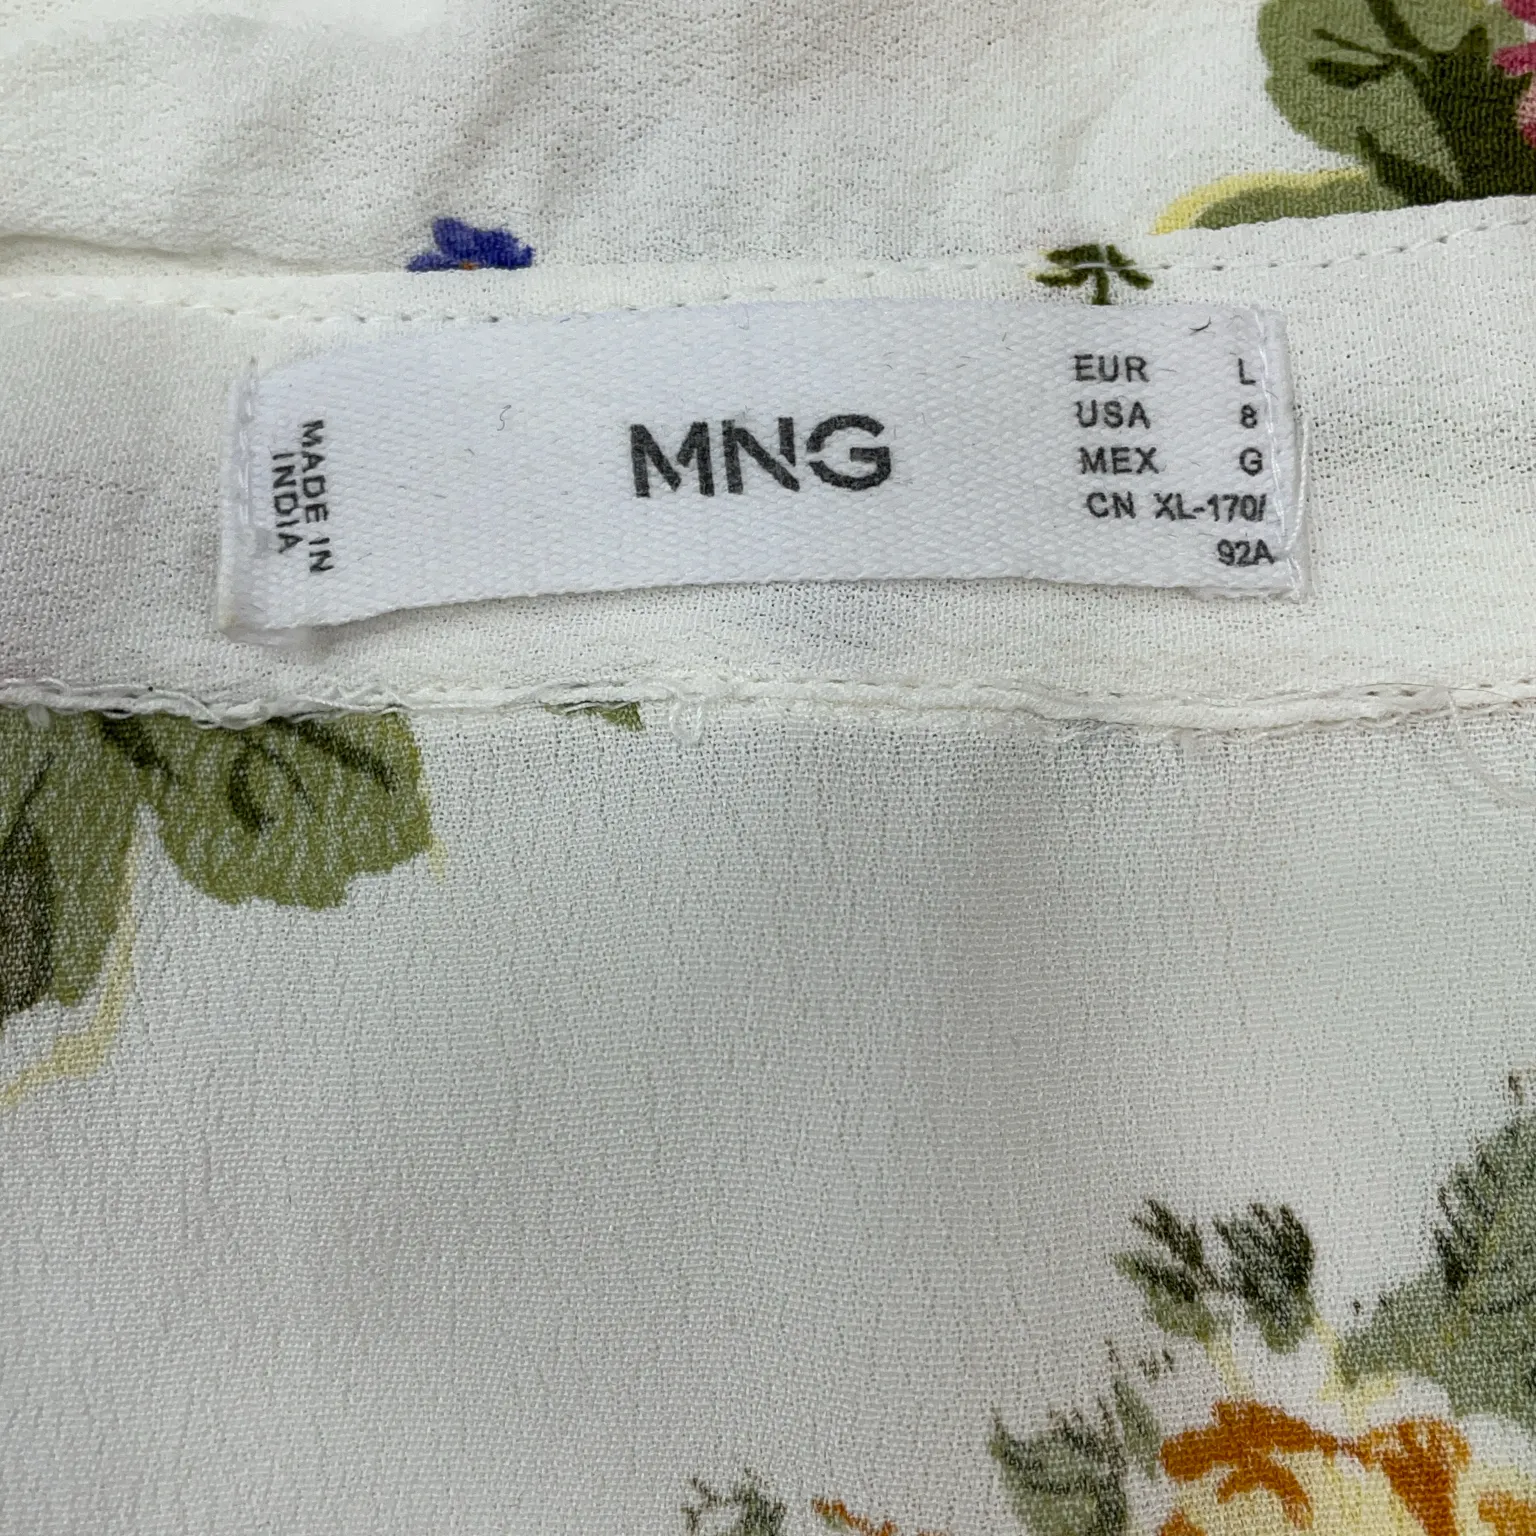 MADE IN
INDIA
MNG
EUR L
USA 8
MEX G
CN XL-170/
92A